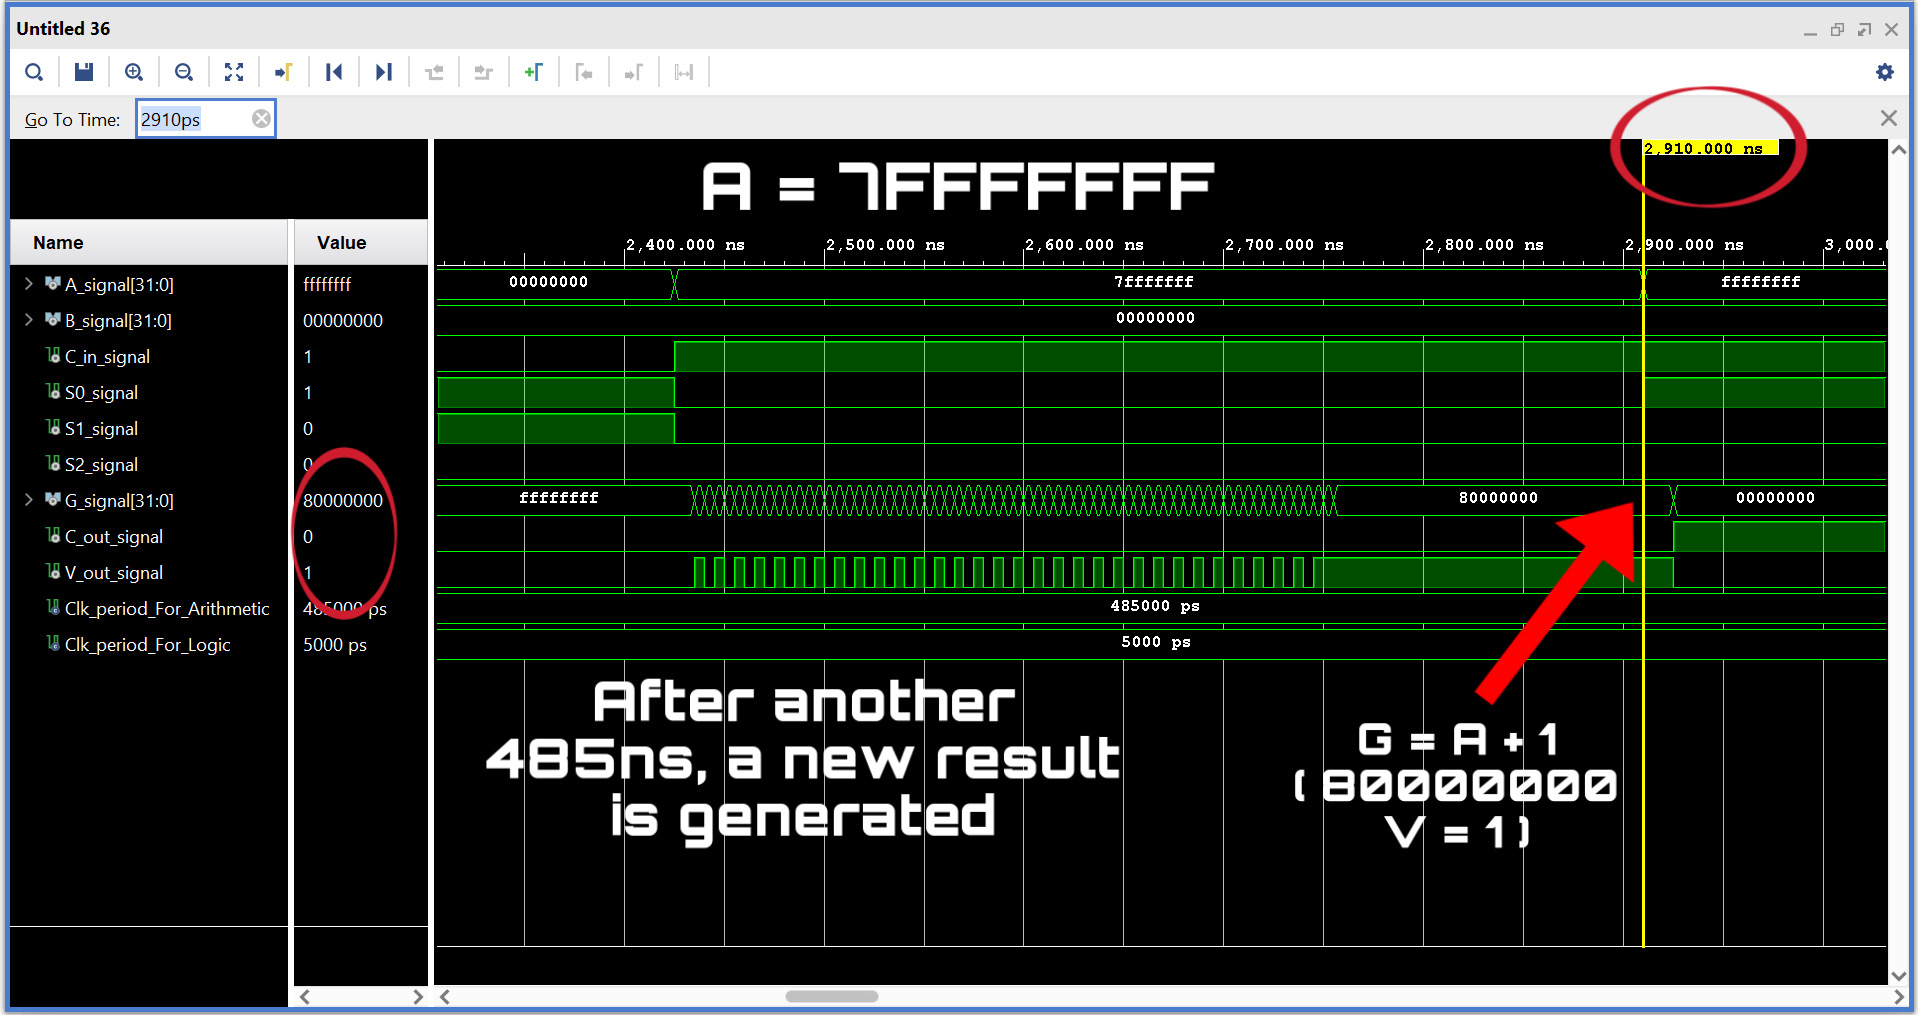 Untitled 36
Go To Time: 2910ps
2,910.000 ns
A = 7FFFFFFF
Name Value
2,400.000 ns 2,500.000 ns 2,600.000 ns 2,700.000 ns 2,800.000 ns 2,900.000 ns 3,000.0
A_signal[31:0] ffffffff 00000000 7fffffff ffffffff
B_signal[31:0] 00000000 00000000
C_in_signal 1
S0_signal 1
S1_signal 0
S2_signal 0
G_signal[31:0] 80000000 ffffffff 80000000 00000000
C_out_signal 0
V_out_signal 1
Clk_period_For_Arithmetic 485000 ps 485000 ps
Clk_period_For_Logic 5000 ps 5000 ps
After another
485ns, a new result
is generated
G = A + 1
( 80000000
V = 1 )